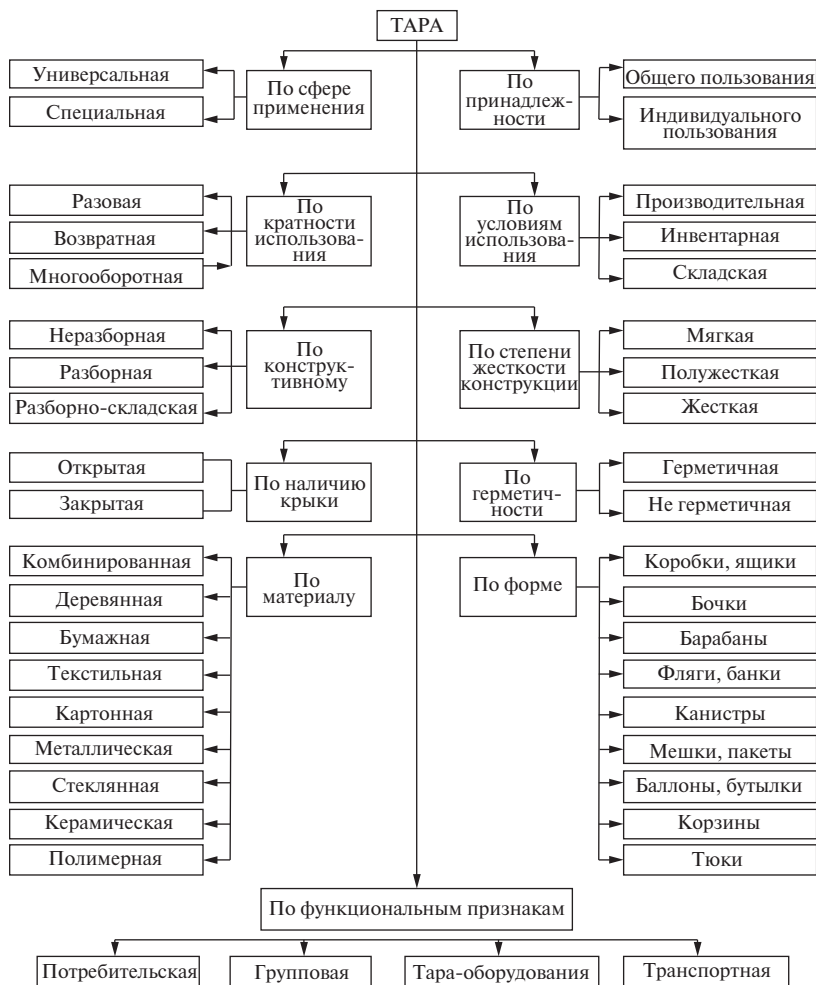 ТАРА
Универсальная
Специальная
По сфере
применения
По
принадлеж-
ности
Общего пользования
Индивидуального
пользования
Разовая
Возвратная
Многооборотная
По
кратности
использова-
ния
По
условиям
использова-
ния
Производительная
Инвентарная
Складская
Неразборная
Разборная
Разборно-складская
По
конструк-
тивному
По степени
жесткости
конструкции
Мягкая
Полужесткая
Жесткая
Открытая
Закрытая
По наличию
крыки
По
герметич-
ности
Герметичная
Не герметичная
Комбинированная
Деревянная
Бумажная
Текстильная
Картонная
Металлическая
Стеклянная
Керамическая
Полимерная
По
материалу
По форме
Коробки, ящики
Бочки
Барабаны
Фляги, банки
Канистры
Мешки, пакеты
Баллоны, бутылки
Корзины
Тюки
По функциональным признакам
Потребительская
Групповая
Тара-оборудования
Транспортная